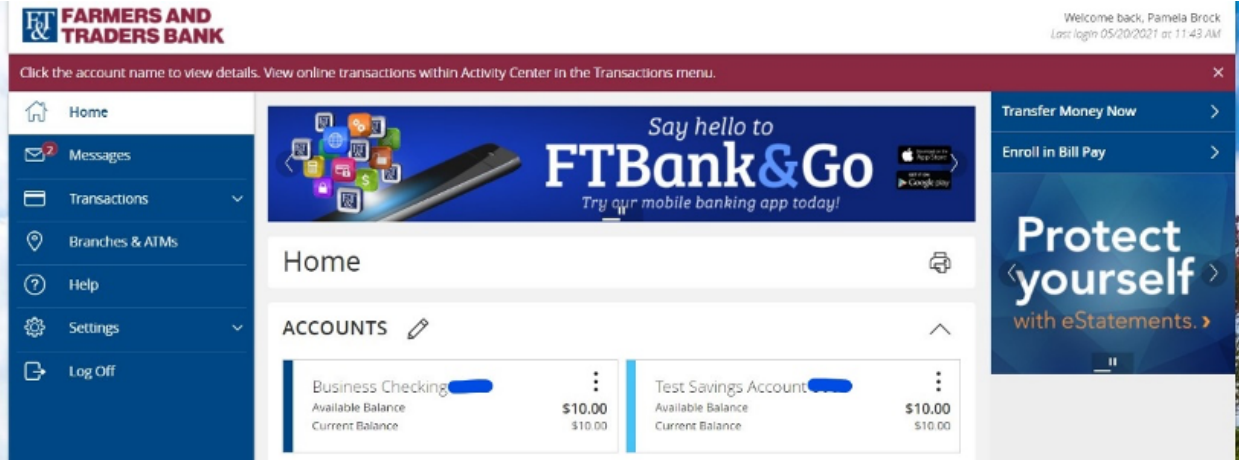 FARMERS AND
TRADERS BANK
Welcome back, Pamela Brock
Last login 05/20/2021 at 11:43 AM
Click the account name to view details. View online transactions within Activity Center in the Transactions menu.
Home
2
Messages
Transactions
Branches & ATMs
Help
Settings
Log Off
Say hello to
FTBank&Go
Try our mobile banking app today!
App Store
Google play
Home
ACCOUNTS
Business Checking
Available Balance $10.00
Current Balance $10.00
Test Savings Account
Available Balance $10.00
Current Balance $10.00
Transfer Money Now
Enroll in Bill Pay
Protect
yourself
with eStatements.